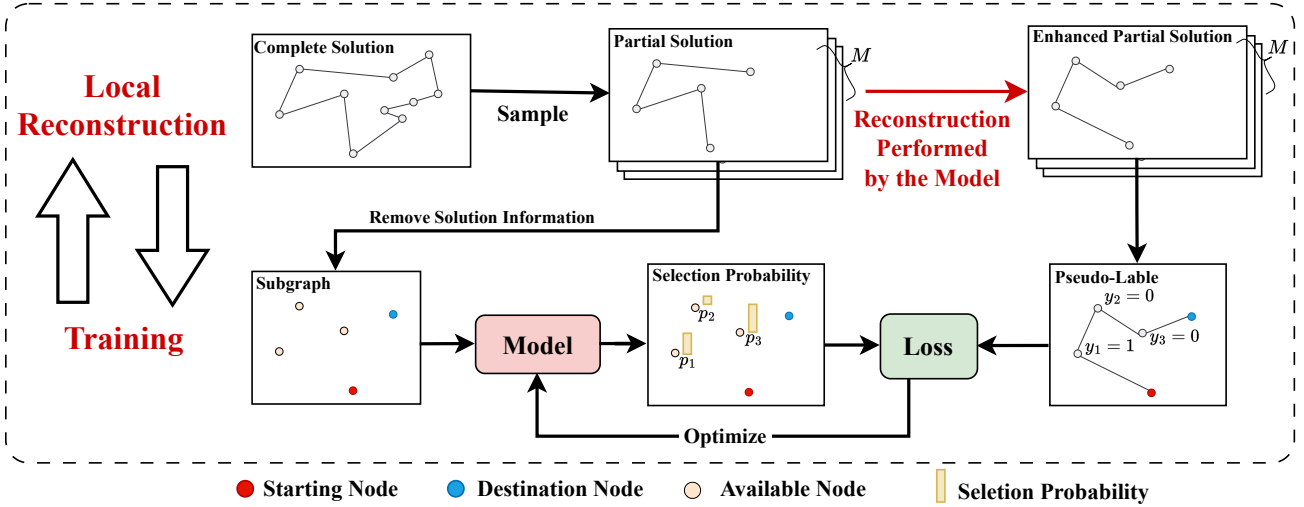 Complete Solution
Partial Solution
M
Enhanced Partial Solution
M
Local
Reconstruction
Sample
Reconstruction
Performed
by the Model
Remove Solution Information
Training
Subgraph
Model
Selection Probability
p₂
p₃
p₁
Loss
Pseudo-Lable
y₂ = 0
y₁ = 1
y₃ = 0
Optimize
Starting Node
Destination Node
Available Node
Seletion Probability